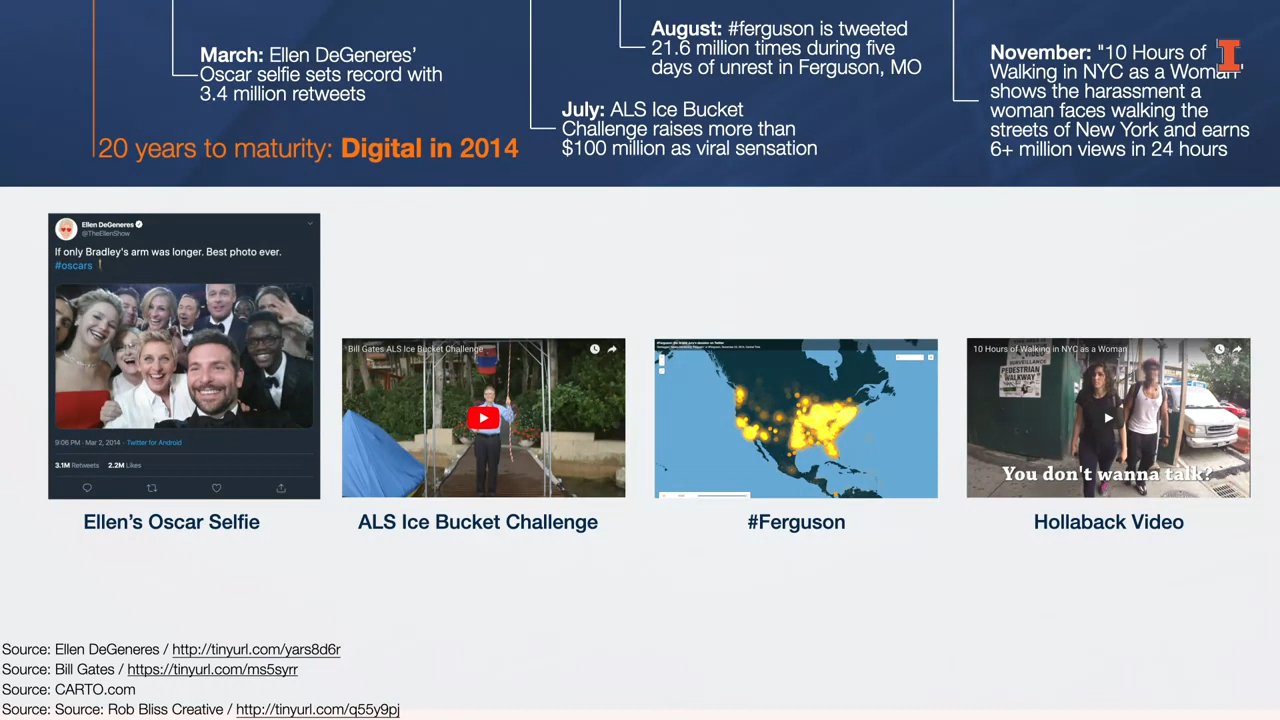 March: Ellen DeGeneres’
Oscar selfie sets record with
3.4 million retweets
20 years to maturity: Digital in 2014
July: ALS Ice Bucket
Challenge raises more than
$100 million as viral sensation
August: #ferguson is tweeted
21.6 million times during five
days of unrest in Ferguson, MO
November: "10 Hours of
Walking in NYC as a Woman"
shows the harassment a
woman faces walking the
streets of New York and earns
6+ million views in 24 hours
Ellen DeGeneres
@TheEllenShow
If only Bradley's arm was longer. Best photo ever.
#oscars
9:06 PM · Mar 2, 2014 · Twitter for Android
3.1M Retweets 2.2M Likes
Ellen’s Oscar Selfie
Bill Gates ALS Ice Bucket Challenge
ALS Ice Bucket Challenge
#Ferguson
10 Hours of Walking in NYC as a Woman
SURVEILLANCE
PEDESTRIAN
WALKWAY
You don't wanna talk?
Hollaback Video
Source: Ellen DeGeneres / http://tinyurl.com/yars8d6r
Source: Bill Gates / https://tinyurl.com/ms5syrr
Source: CARTO.com
Source: Source: Rob Bliss Creative / http://tinyurl.com/q55y9pj